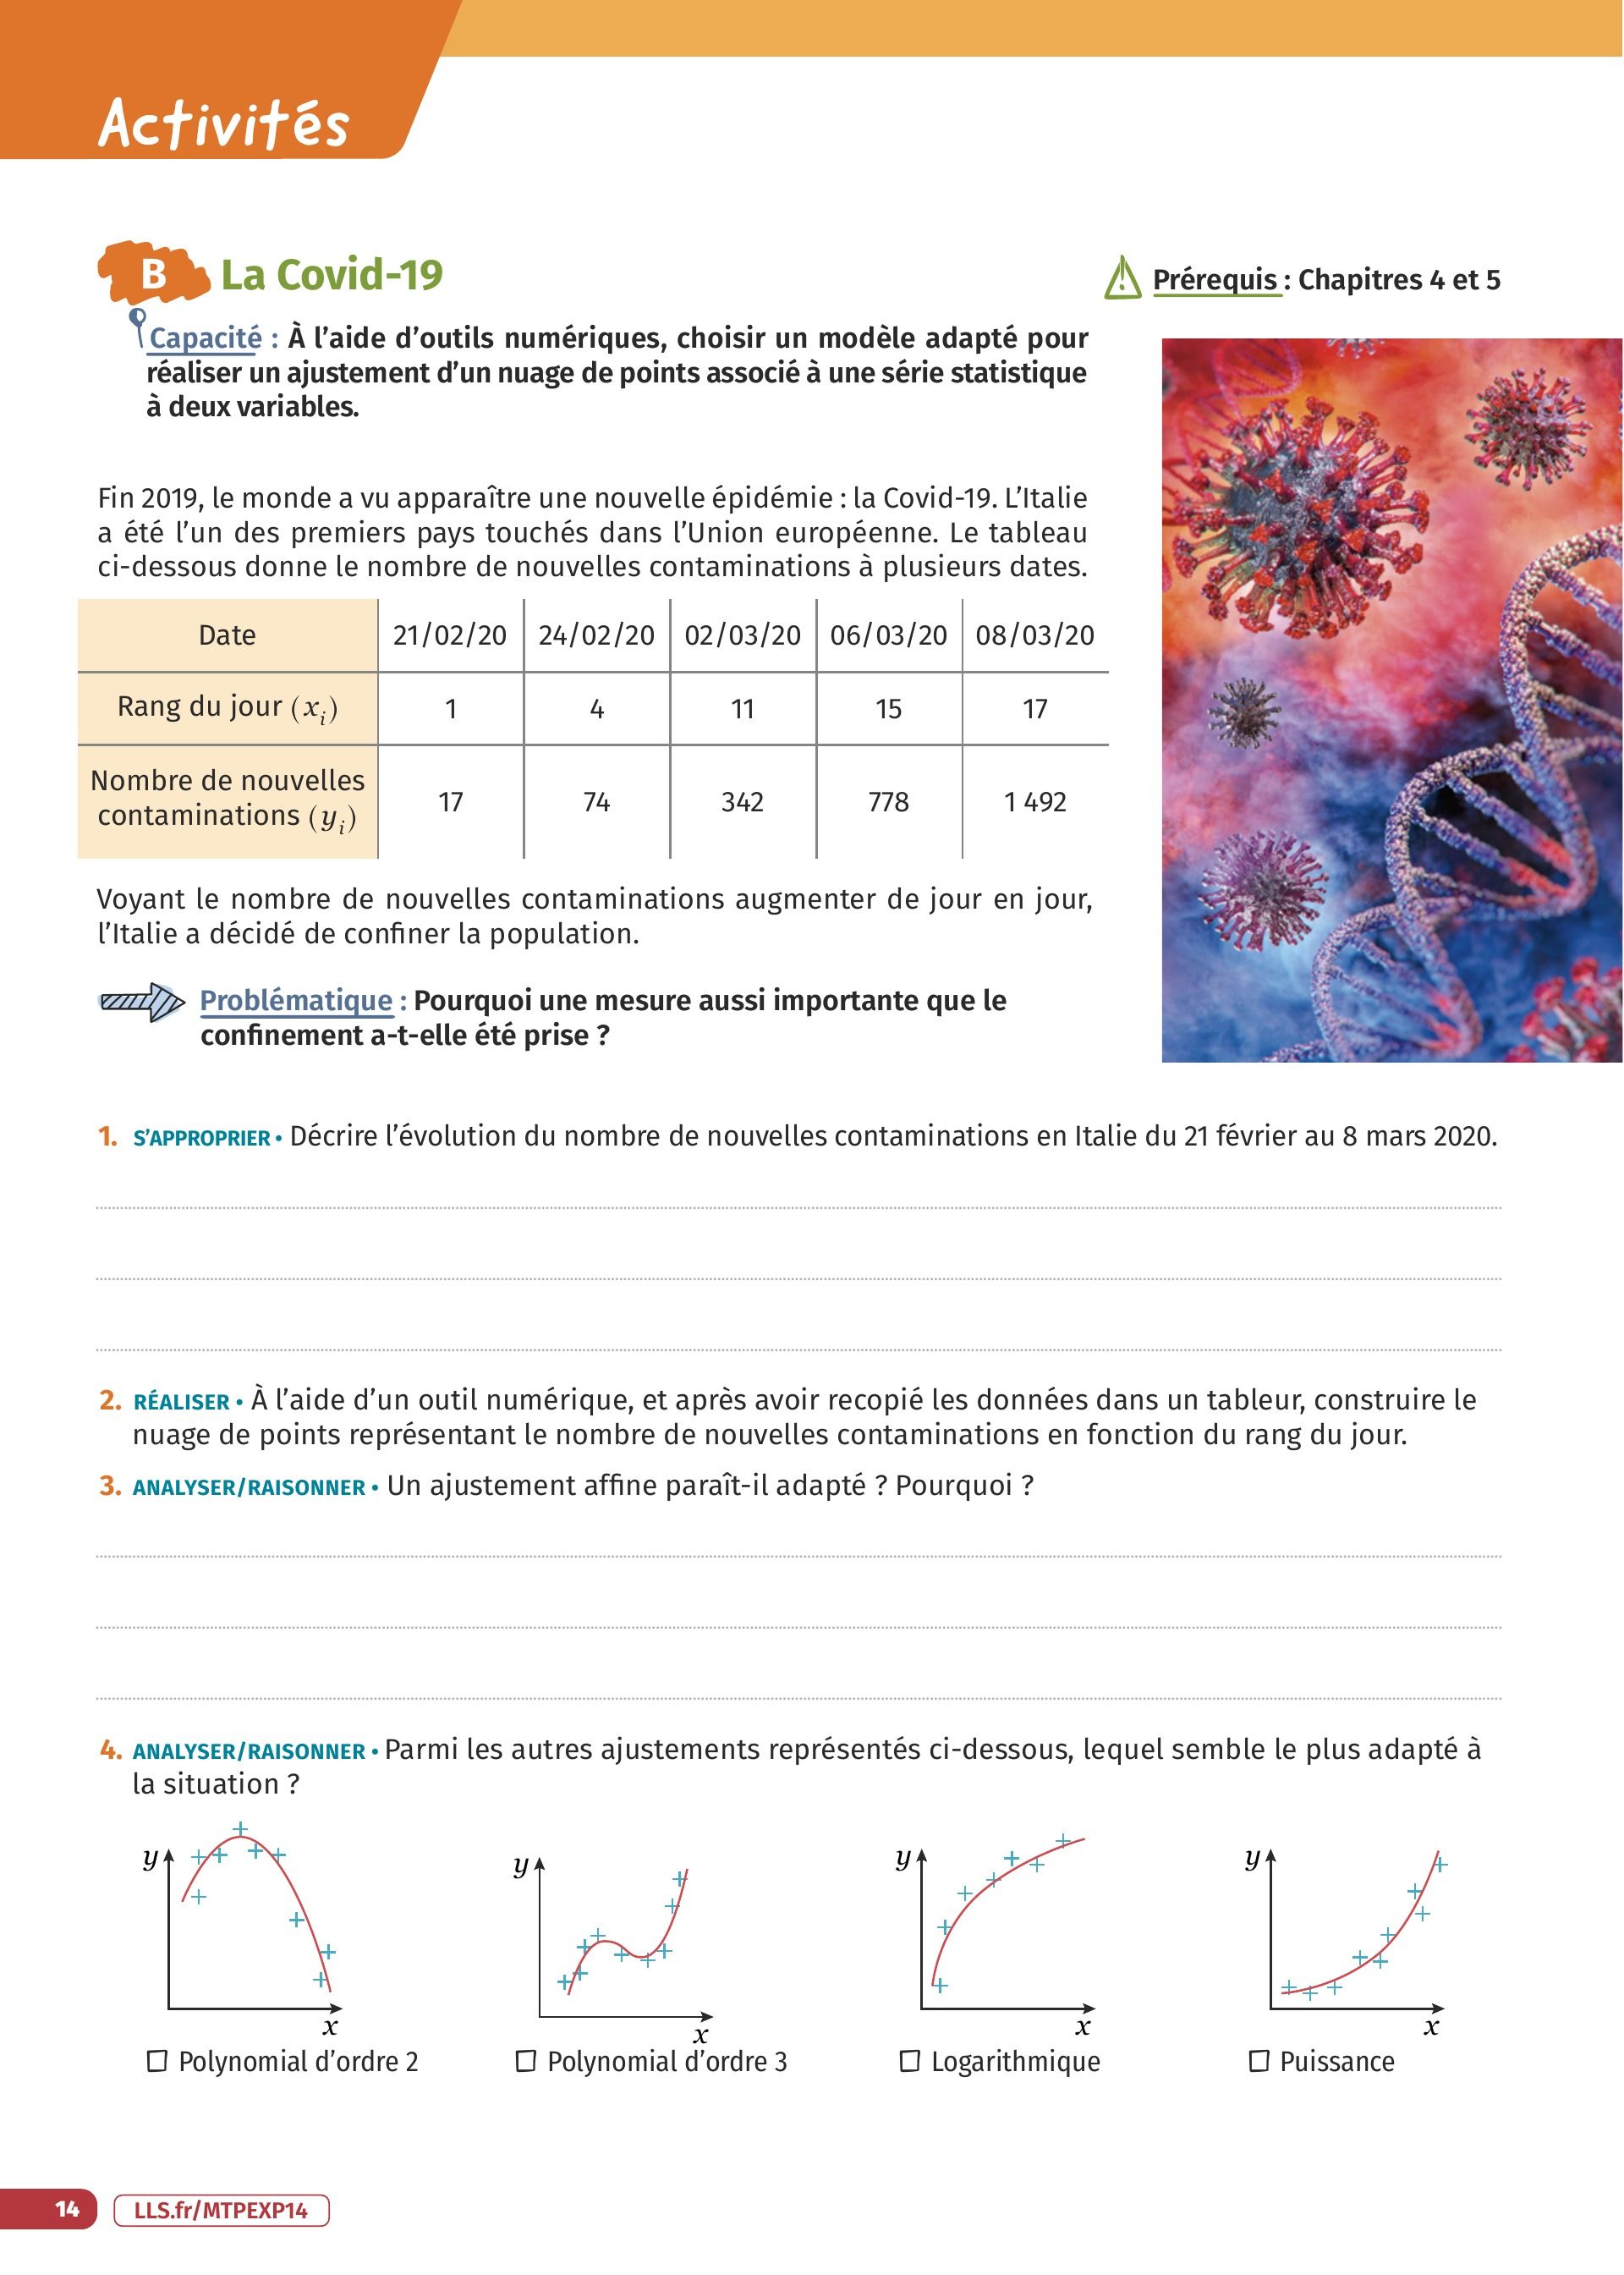 Activités
B La Covid-19
Prérequis : Chapitres 4 et 5
Capacité : À l'aide d'outils numériques, choisir un modèle adapté pour
réaliser un ajustement d'un nuage de points associé à une série statistique
à deux variables.
Fin 2019, le monde a vu apparaître une nouvelle épidémie : la Covid-19. L'Italie
a été l'un des premiers pays touchés dans l'Union européenne. Le tableau
ci-dessous donne le nombre de nouvelles contaminations à plusieurs dates.
Date 21/02/20 24/02/20 02/03/20 06/03/20 08/03/20
Rang du jour (xᵢ) 1 4 11 15 17
Nombre de nouvelles
contaminations (yᵢ) 17 74 342 778 1 492
Voyant le nombre de nouvelles contaminations augmenter de jour en jour,
l'Italie a décidé de confiner la population.
Problématique : Pourquoi une mesure aussi importante que le
confinement a-t-elle été prise ?
1. S'APPROPRIER • Décrire l'évolution du nombre de nouvelles contaminations en Italie du 21 février au 8 mars 2020.
2. RÉALISER • À l'aide d'un outil numérique, et après avoir recopié les données dans un tableur, construire le
nuage de points représentant le nombre de nouvelles contaminations en fonction du rang du jour.
3. ANALYSER/RAISONNER • Un ajustement affine paraît-il adapté ? Pourquoi ?
4. ANALYSER/RAISONNER • Parmi les autres ajustements représentés ci-dessous, lequel semble le plus adapté à
la situation ?
y y y y
x x x x
Polynomial d'ordre 2 Polynomial d'ordre 3 Logarithmique Puissance
14 LLS.fr/MTPEXP14